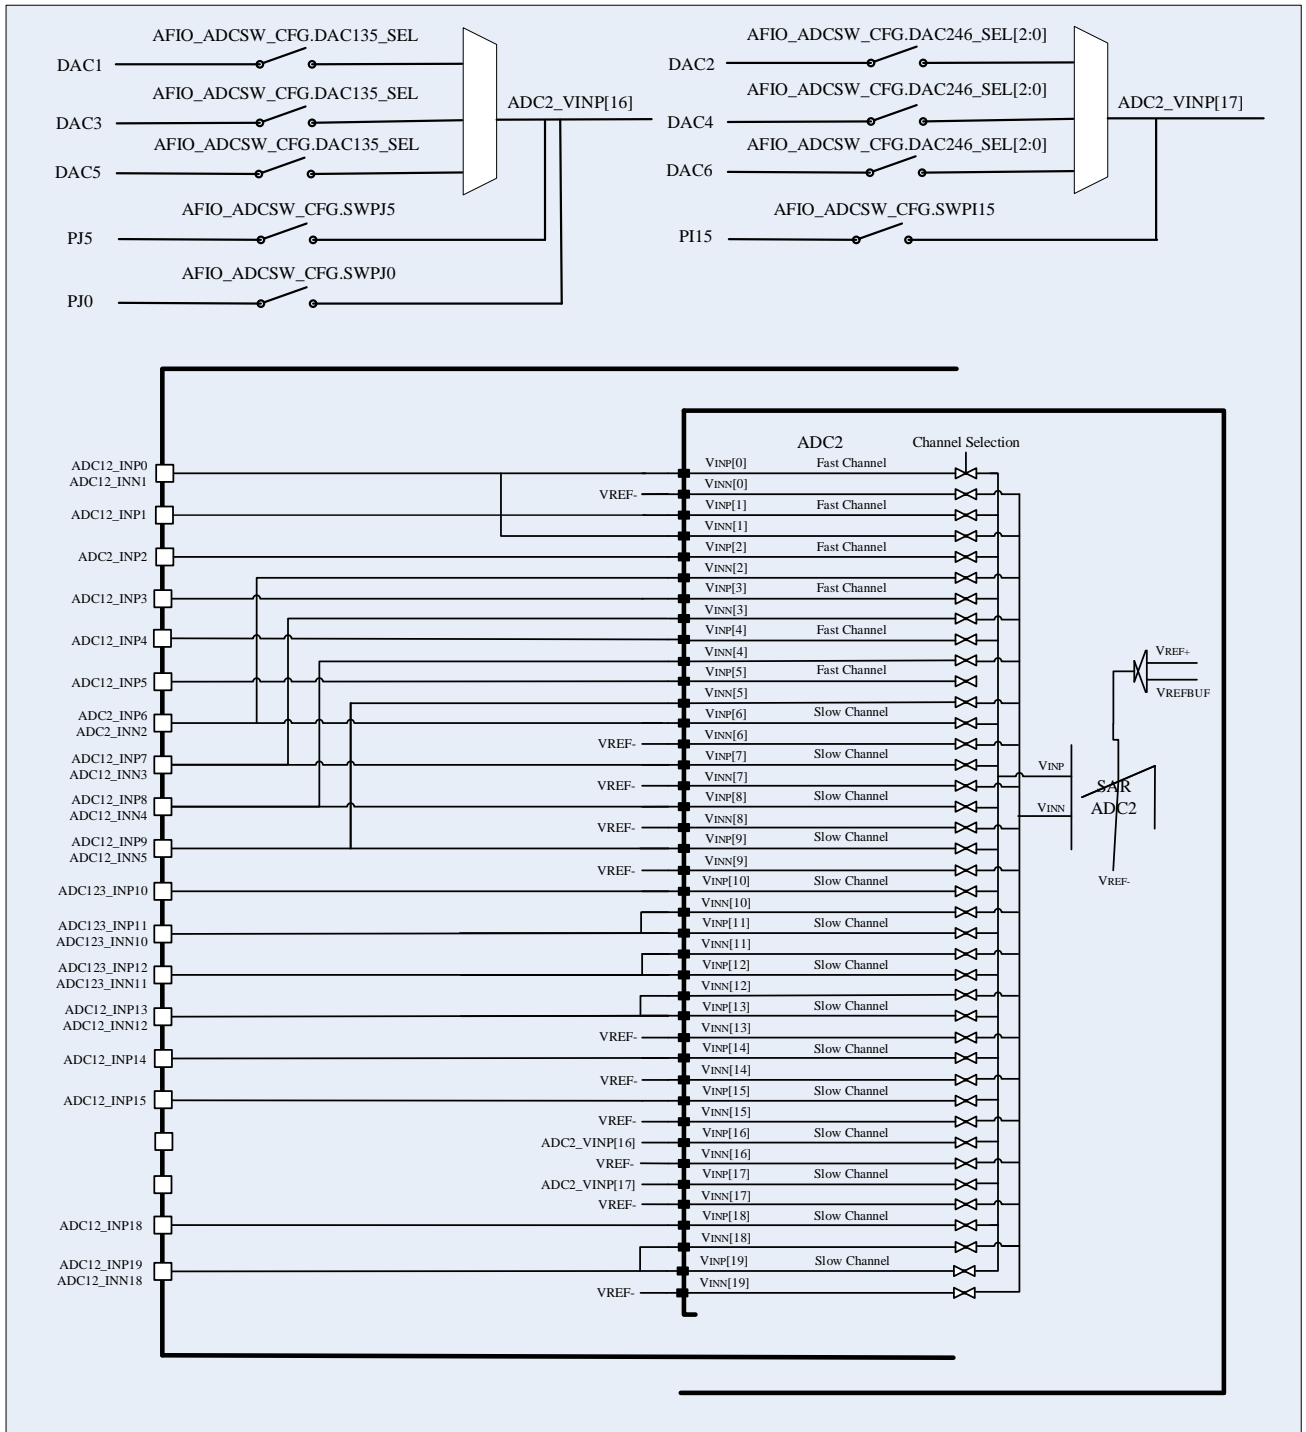 AFIO_ADCSW_CFG.DAC135_SEL
DAC1
AFIO_ADCSW_CFG.DAC135_SEL
DAC3
AFIO_ADCSW_CFG.DAC135_SEL
DAC5
ADC2_VINP[16]
AFIO_ADCSW_CFG.SWPJ5
PJ5
AFIO_ADCSW_CFG.SWPJ0
PJ0
AFIO_ADCSW_CFG.DAC246_SEL[2:0]
DAC2
AFIO_ADCSW_CFG.DAC246_SEL[2:0]
DAC4
AFIO_ADCSW_CFG.DAC246_SEL[2:0]
DAC6
ADC2_VINP[17]
AFIO_ADCSW_CFG.SWPI15
PI15
ADC2
Channel Selection
ADC12_INP0
ADC12_INN1
ADC12_INP1
ADC2_INP2
ADC12_INP3
ADC12_INP4
ADC12_INP5
ADC2_INP6
ADC2_INN2
ADC12_INP7
ADC12_INN3
ADC12_INP8
ADC12_INN4
ADC12_INP9
ADC12_INN5
ADC123_INP10
ADC123_INP11
ADC123_INN10
ADC123_INP12
ADC123_INN11
ADC12_INP13
ADC12_INN12
ADC12_INP14
ADC12_INP15
ADC12_INP18
ADC12_INP19
ADC12_INN18
VINP[0] Fast Channel
VREF- VINN[0]
VINP[1] Fast Channel
VINN[1]
VINP[2] Fast Channel
VINN[2]
VINP[3] Fast Channel
VINN[3]
VINP[4] Fast Channel
VINN[4]
VINP[5] Fast Channel
VINN[5]
VINP[6] Slow Channel
VREF- VINN[6]
VINP[7] Slow Channel
VREF- VINN[7]
VINP[8] Slow Channel
VREF- VINN[8]
VINP[9] Slow Channel
VREF- VINN[9]
VINP[10] Slow Channel
VINN[10]
VINP[11] Slow Channel
VINN[11]
VINP[12] Slow Channel
VINN[12]
VINP[13] Slow Channel
VREF- VINN[13]
VINP[14] Slow Channel
VREF- VINN[14]
VINP[15] Slow Channel
VREF- VINN[15]
ADC2_VINP[16] VINP[16] Slow Channel
VREF- VINN[16]
ADC2_VINP[17] VINP[17] Slow Channel
VREF- VINN[17]
VINP[18] Slow Channel
VINN[18]
VINP[19] Slow Channel
VREF- VINN[19]
VREF+
VREFBUF
VINP
SAR
VINN
ADC2
VREF-